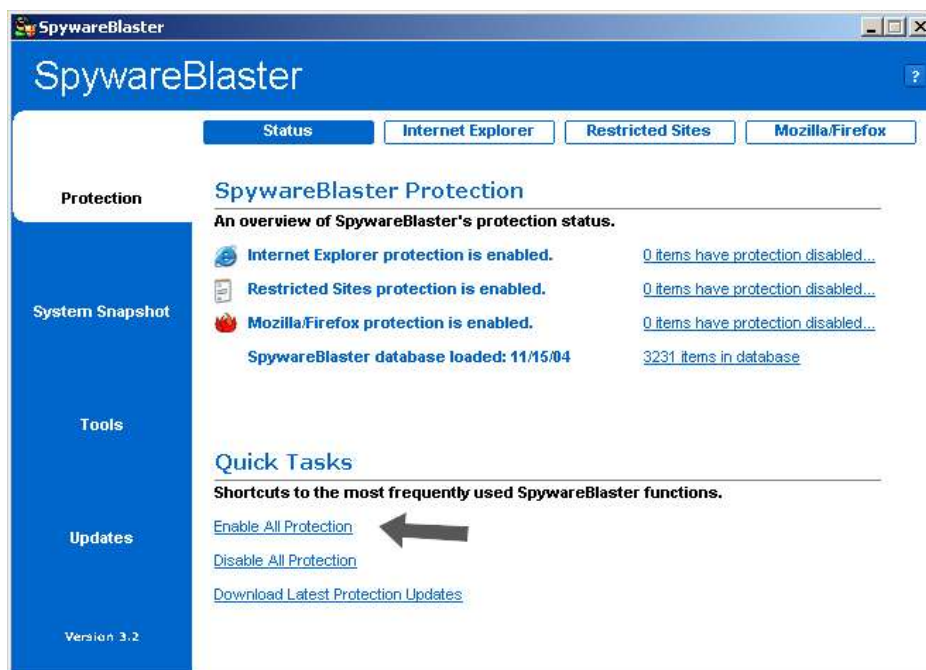 SpywareBlaster
SpywareBlaster
?
Status
Internet Explorer
Restricted Sites
Mozilla/Firefox
Protection
System Snapshot
Tools
Updates
Version 3.2
SpywareBlaster Protection
An overview of SpywareBlaster's protection status.
Internet Explorer protection is enabled. 0 items have protection disabled...
Restricted Sites protection is enabled. 0 items have protection disabled...
Mozilla/Firefox protection is enabled. 0 items have protection disabled...
SpywareBlaster database loaded: 11/15/04 3231 items in database
Quick Tasks
Shortcuts to the most frequently used SpywareBlaster functions.
Enable All Protection
Disable All Protection
Download Latest Protection Updates